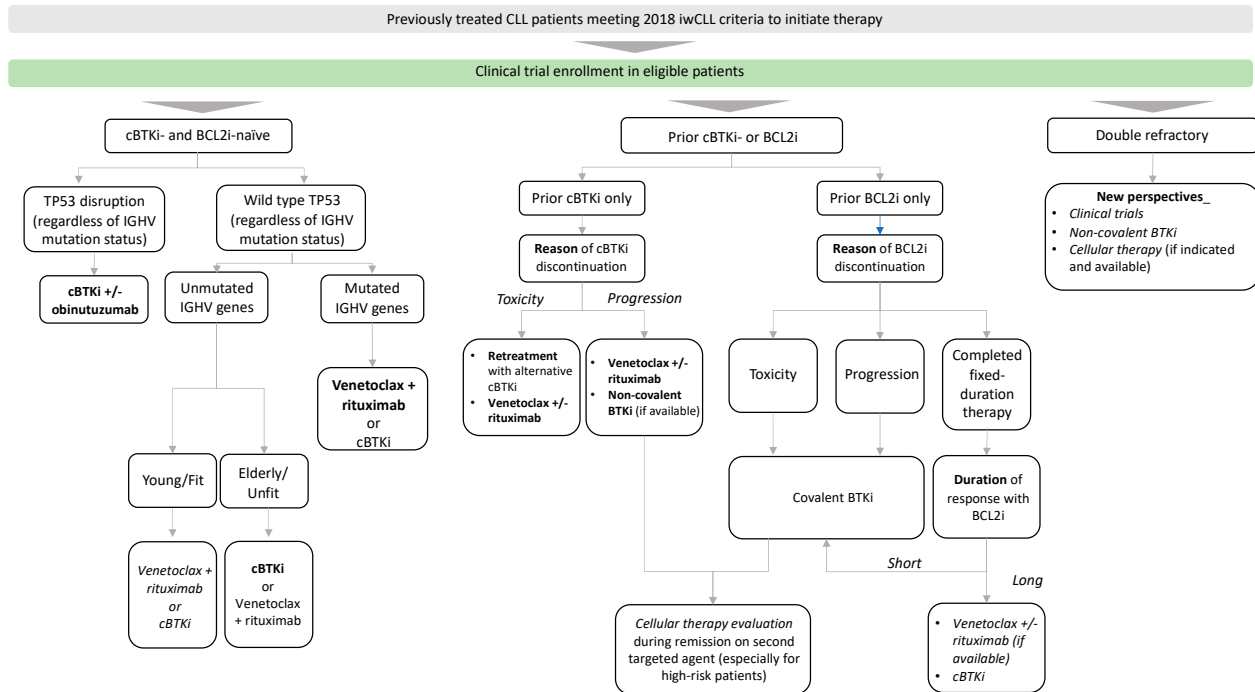 Previously treated CLL patients meeting 2018 iwCLL criteria to initiate therapy
Clinical trial enrollment in eligible patients
cBTKi- and BCL2i-naïve
TP53 disruption
(regardless of IGHV
mutation status)
Wild type TP53
(regardless of IGHV
mutation status)
cBTKi +/-
obinutuzumab
Unmutated
IGHV genes
Mutated
IGHV genes
Venetoclax +
rituximab
or
cBTKi
Young/Fit
Elderly/
Unfit
Venetoclax +
rituximab
or
cBTKi
cBTKi
or
Venetoclax
+ rituximab
Prior cBTKi- or BCL2i
Prior cBTKi only
Reason of cBTKi
discontinuation
Toxicity
Progression
• Retreatment
with alternative
cBTKi
• Venetoclax +/-
rituximab
• Venetoclax +/-
rituximab
• Non-covalent
BTKi (if available)
Prior BCL2i only
Reason of BCL2i
discontinuation
Toxicity
Progression
Completed
fixed-
duration
therapy
Covalent BTKi
Duration of
response with
BCL2i
Short
Long
Cellular therapy evaluation
during remission on second
targeted agent (especially for
high-risk patients)
• Venetoclax +/-
rituximab (if
available)
• cBTKi
Double refractory
New perspectives_
• Clinical trials
• Non-covalent BTKi
• Cellular therapy (if indicated
and available)